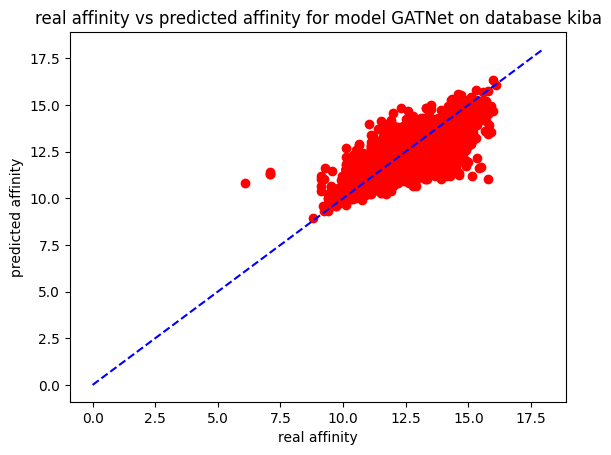 real affinity vs predicted affinity for model GATNet on database kiba
predicted affinity
17.5
15.0
12.5
10.0
7.5
5.0
2.5
0.0
0.0 2.5 5.0 7.5 10.0 12.5 15.0 17.5
real affinity